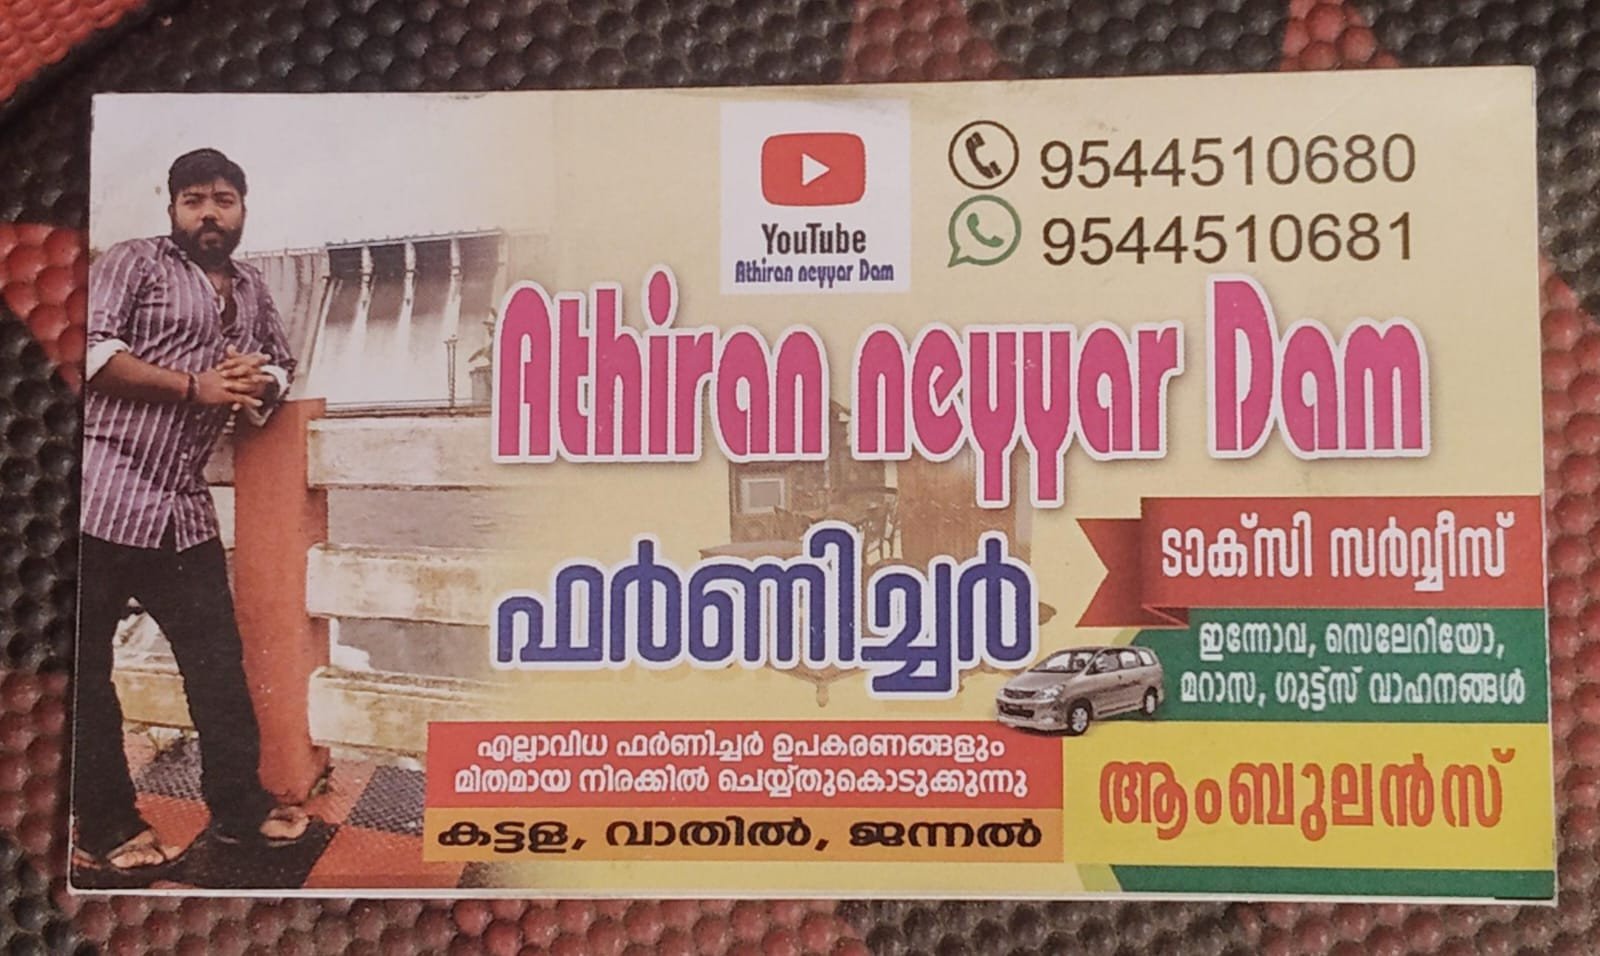 YouTube
Athiran neyyar Dam
9544510680
9544510681
Athiran neyyar Dam
ഫർണിച്ചർ
ടാക്സി സർവ്വീസ്
ഇന്നോവ, സെലേറിയോ,
മറാസ, ഗുട്ട്സ് വാഹനങ്ങൾ
എല്ലാവിധ ഫർണിച്ചർ ഉപകരണങ്ങളും
മിതമായ നിരക്കിൽ ചെയ്തുകൊടുക്കുന്നു
കട്ടള, വാതിൽ, ജന്നൽ
ആംബുലൻസ്